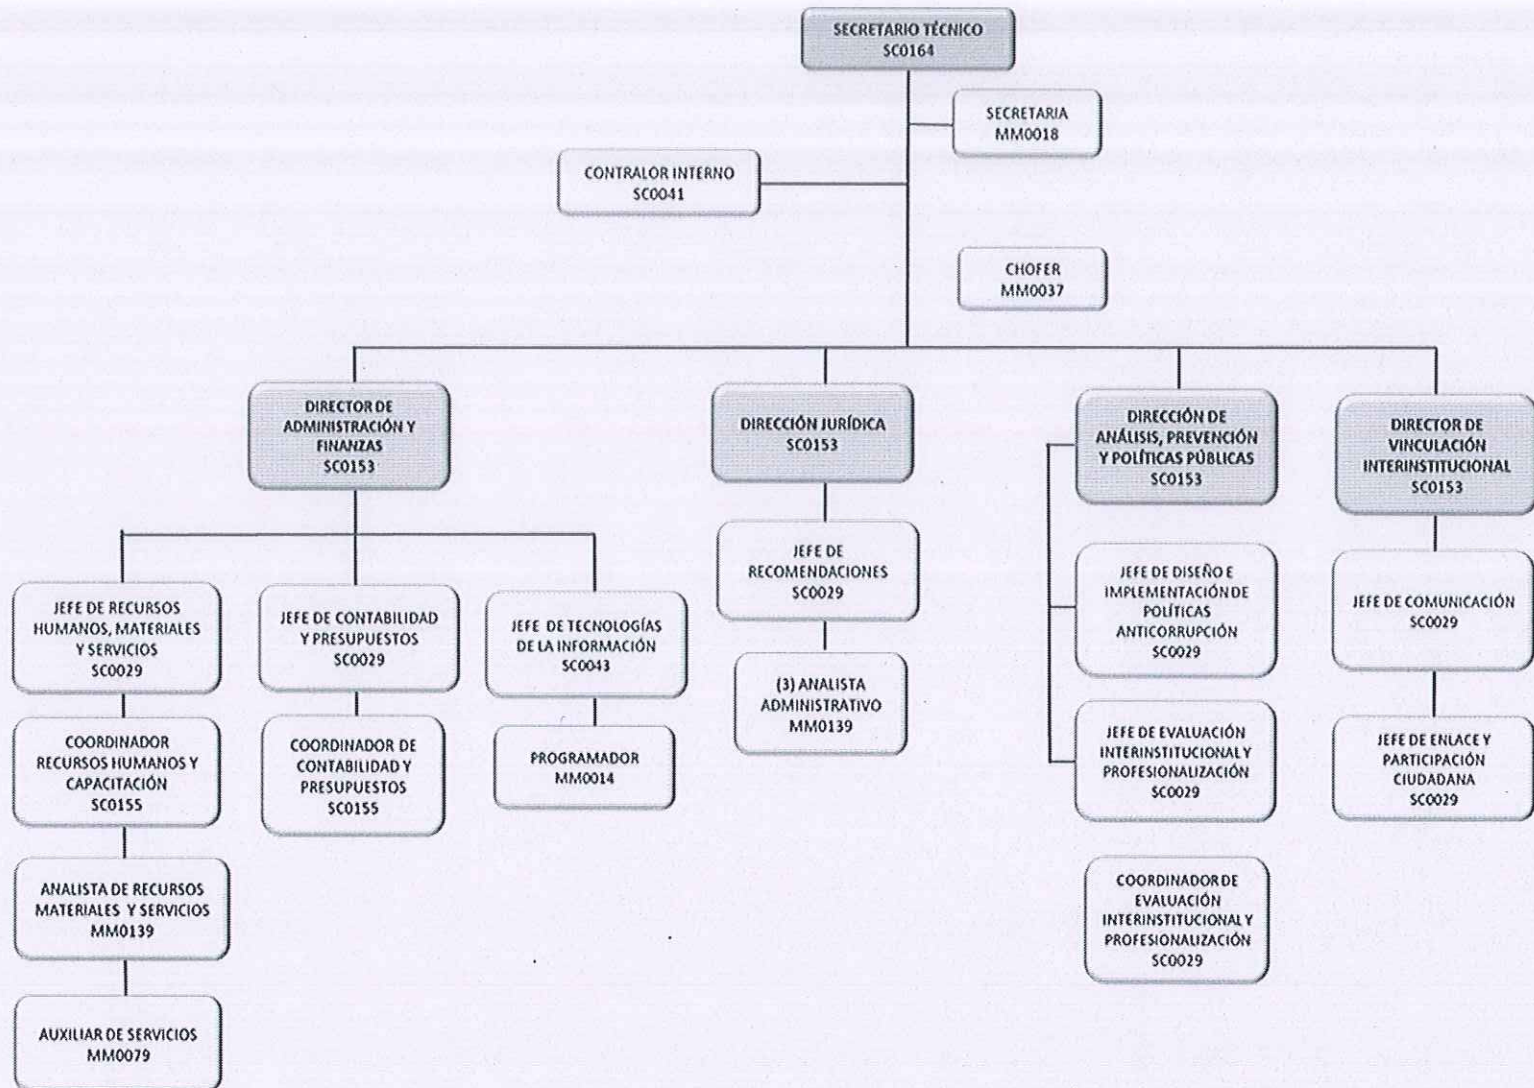 SECRETARIO TÉCNICO
SC0164
SECRETARIA
MM0018
CONTRALOR INTERNO
SC0041
CHOFER
MM0037
DIRECTOR DE
ADMINISTRACIÓN Y
FINANZAS
SC0153
DIRECCIÓN JURÍDICA
SC0153
DIRECCIÓN DE
ANÁLISIS, PREVENCIÓN
Y POLÍTICAS PÚBLICAS
SC0153
DIRECTOR DE
VINCULACIÓN
INTERINSTITUCIONAL
SC0153
JEFE DE RECURSOS
HUMANOS, MATERIALES
Y SERVICIOS
SC0029
JEFE DE CONTABILIDAD
Y PRESUPUESTOS
SC0029
JEFE DE TECNOLOGÍAS
DE LA INFORMACIÓN
SC0043
JEFE DE
RECOMENDACIONES
SC0029
JEFE DE DISEÑO E
IMPLEMENTACIÓN DE
POLÍTICAS
ANTICORRUPCIÓN
SC0029
JEFE DE COMUNICACIÓN
SC0029
COORDINADOR
RECURSOS HUMANOS Y
CAPACITACIÓN
SC0155
COORDINADOR DE
CONTABILIDAD Y
PRESUPUESTOS
SC0155
PROGRAMADOR
MM0014
(3) ANALISTA
ADMINISTRATIVO
MM0139
JEFE DE EVALUACIÓN
INTERINSTITUCIONAL Y
PROFESIONALIZACIÓN
SC0029
JEFE DE ENLACE Y
PARTICIPACIÓN
CIUDADANA
SC0029
ANALISTA DE RECURSOS
MATERIALES Y SERVICIOS
MM0139
COORDINADOR DE
EVALUACIÓN
INTERINSTITUCIONAL Y
PROFESIONALIZACIÓN
SC0029
AUXILIAR DE SERVICIOS
MM0079